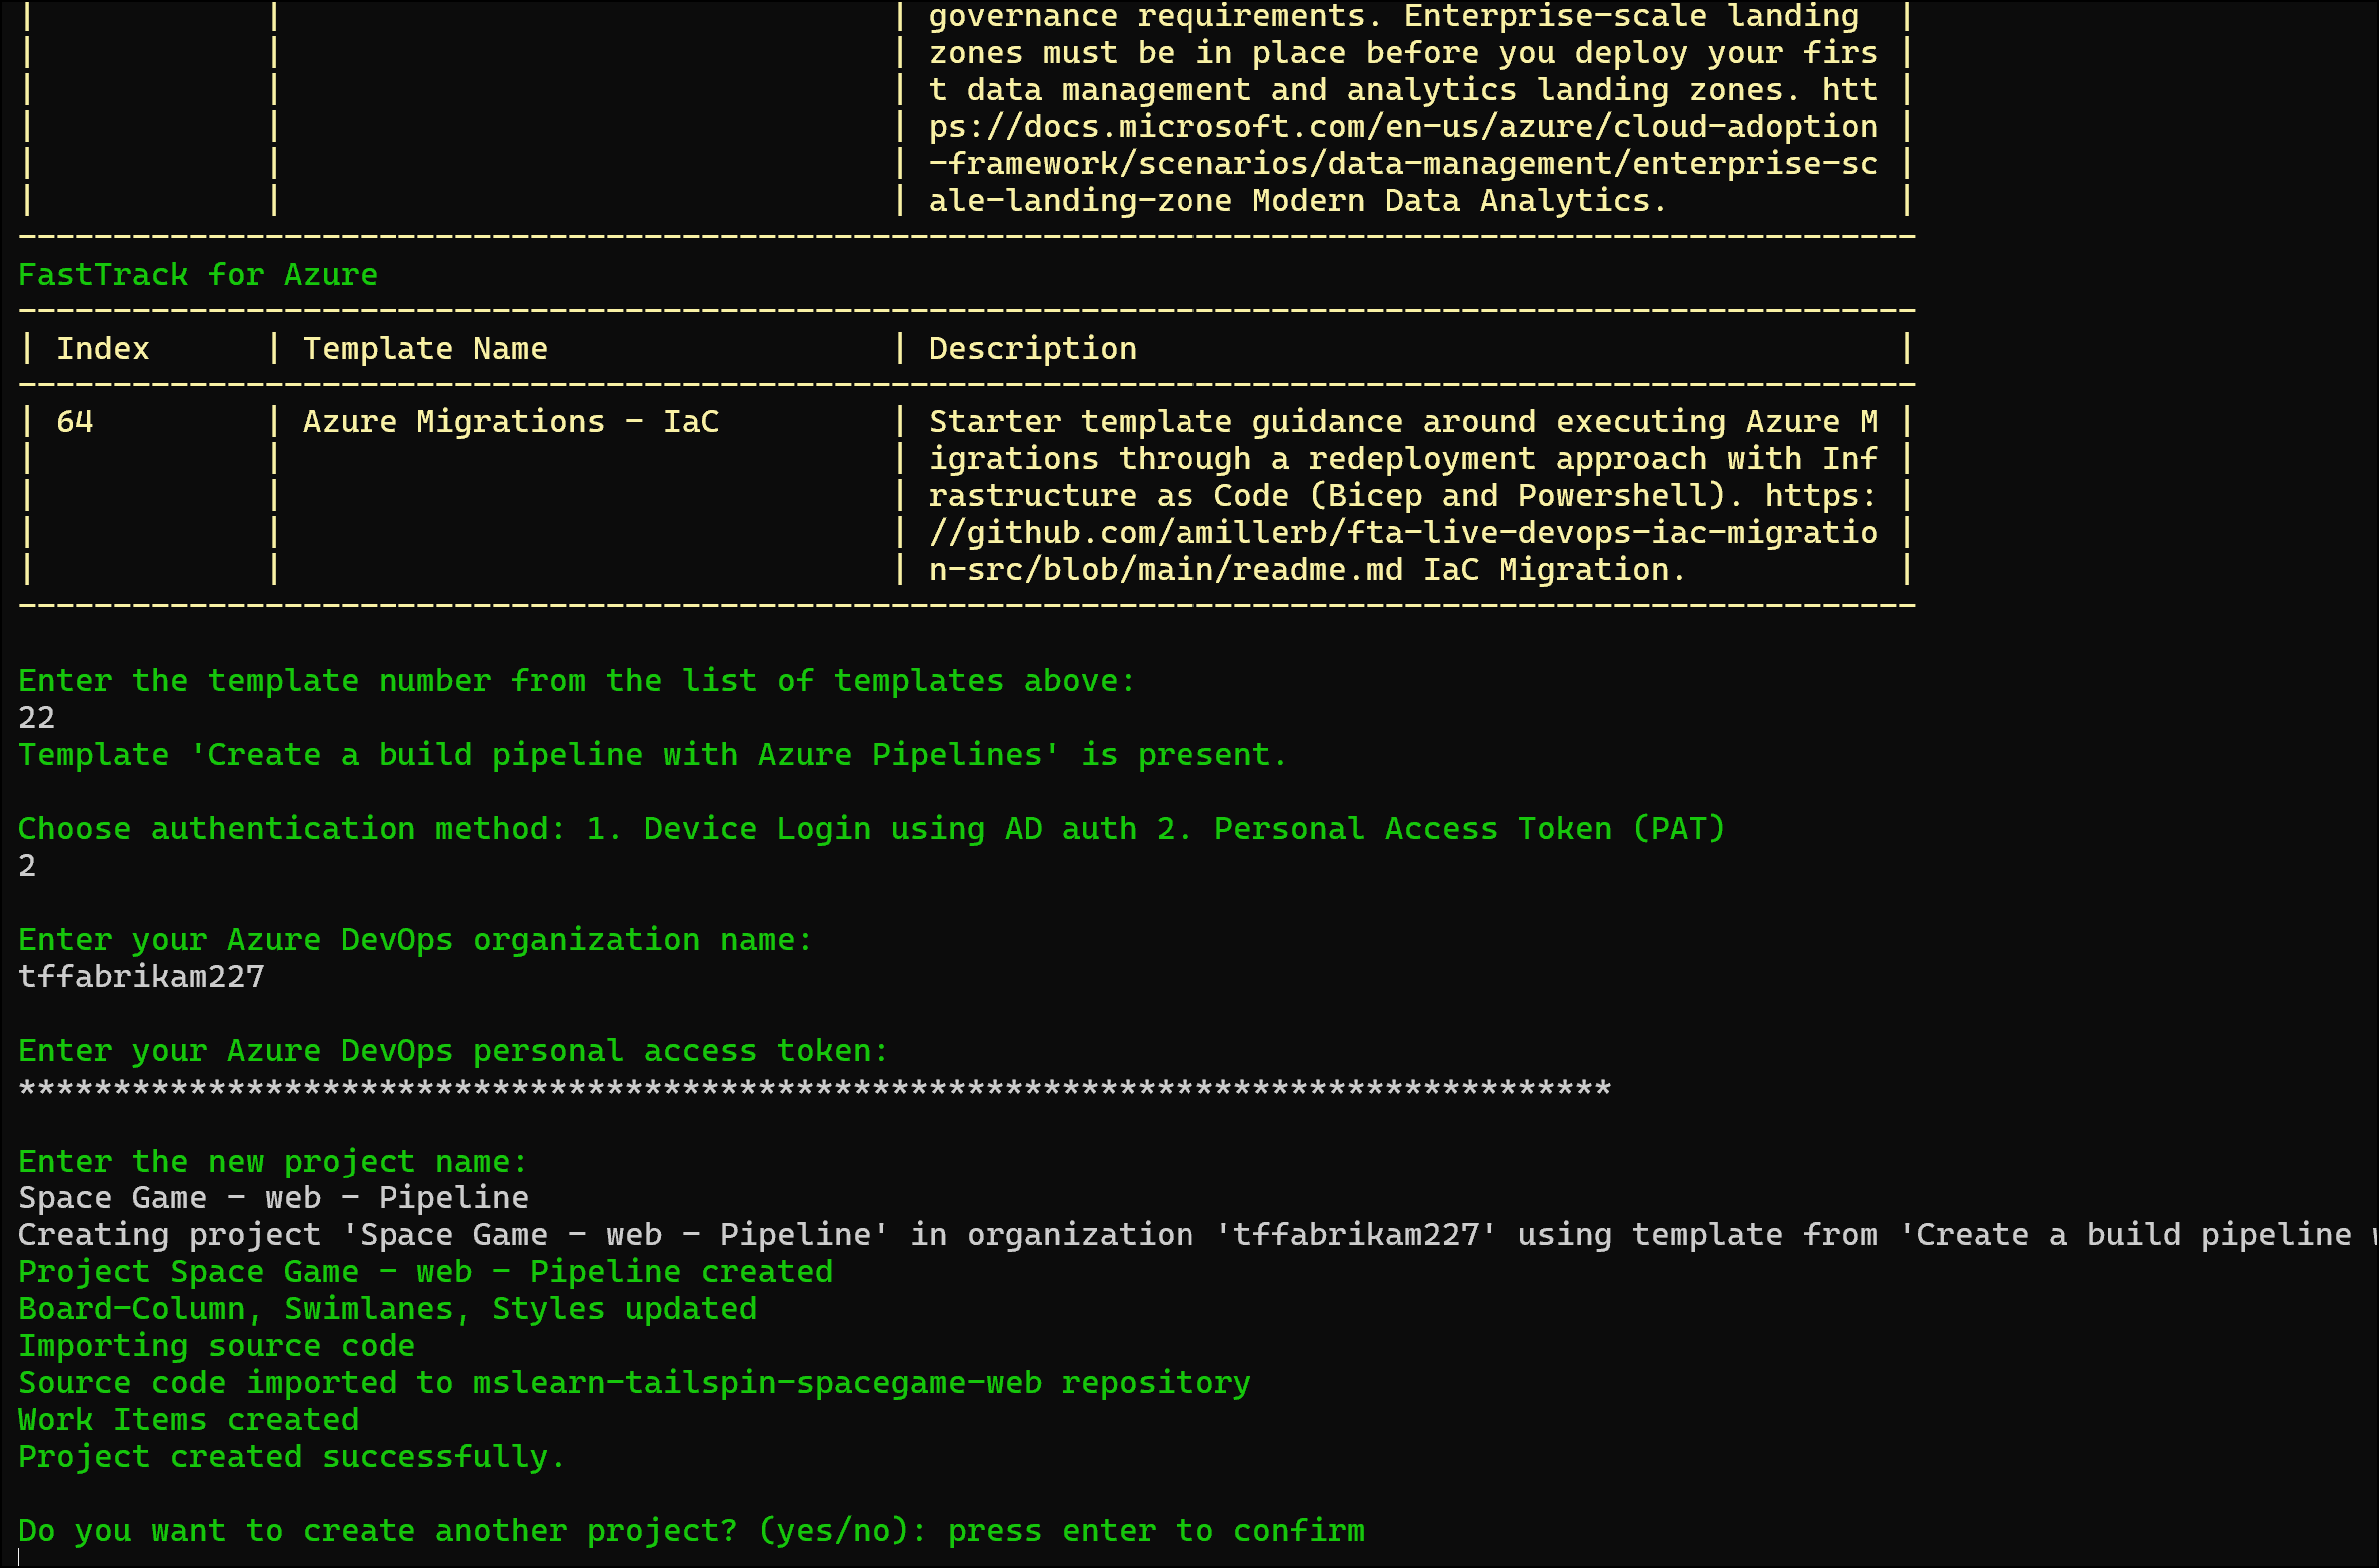 | | | governance requirements. Enterprise-scale landing |
| | | zones must be in place before you deploy your firs |
| | | t data management and analytics landing zones. htt |
| | | ps://docs.microsoft.com/en-us/azure/cloud-adoption |
| | | -framework/scenarios/data-management/enterprise-sc |
| | | ale-landing-zone Modern Data Analytics. |
----------------------------------------------------------------------------------------------------
FastTrack for Azure
----------------------------------------------------------------------------------------------------
| Index | Template Name | Description |
----------------------------------------------------------------------------------------------------
| 64 | Azure Migrations - IaC | Starter template guidance around executing Azure M |
| | | igrations through a redeployment approach with Inf |
| | | rastructure as Code (Bicep and Powershell). https: |
| | | //github.com/amillerb/fta-live-devops-iac-migratio |
| | | n-src/blob/main/readme.md IaC Migration. |
----------------------------------------------------------------------------------------------------
Enter the template number from the list of templates above:
22
Template 'Create a build pipeline with Azure Pipelines' is present.
Choose authentication method: 1. Device Login using AD auth 2. Personal Access Token (PAT)
2
Enter your Azure DevOps organization name:
tffabrikam227
Enter your Azure DevOps personal access token:
************************************************************************************
Enter the new project name:
Space Game - web - Pipeline
Creating project 'Space Game - web - Pipeline' in organization 'tffabrikam227' using template from 'Create a build pipeline
Project Space Game - web - Pipeline created
Board-Column, Swimlanes, Styles updated
Importing source code
Source code imported to mslearn-tailspin-spacegame-web repository
Work Items created
Project created successfully.
Do you want to create another project? (yes/no): press enter to confirm